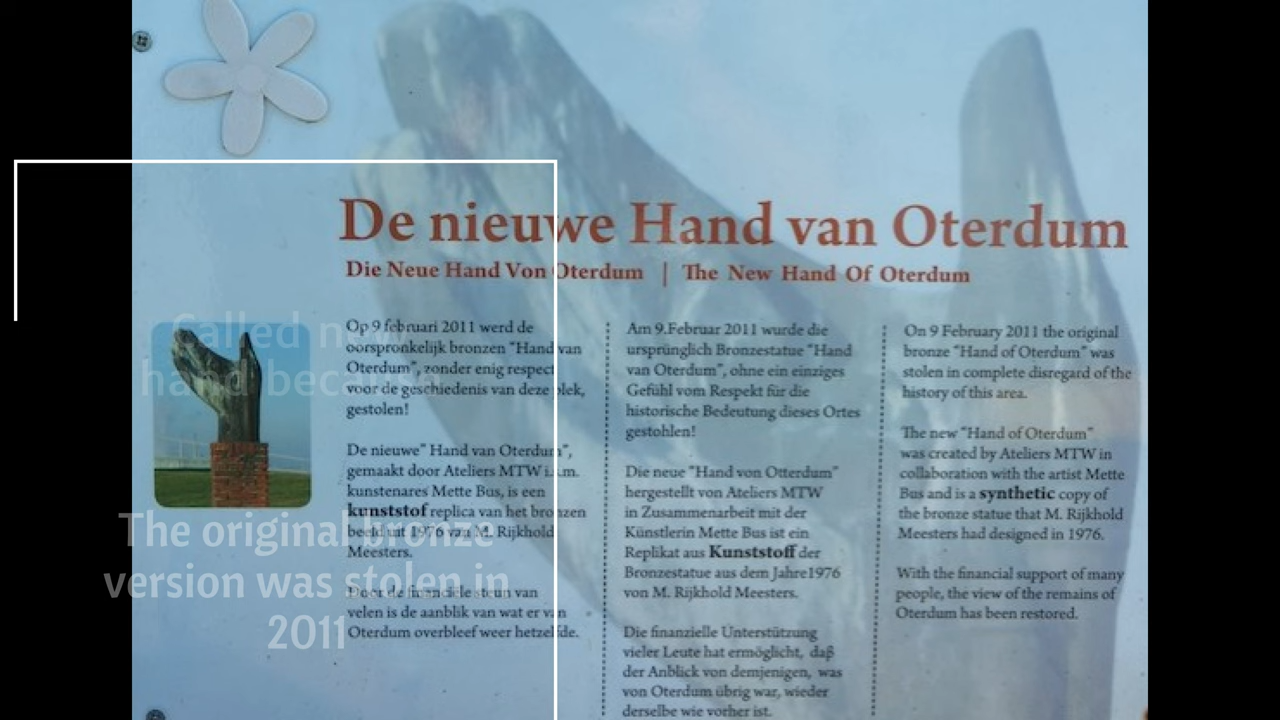 De nieuwe Hand van Oterdum
Die Neue Hand Von Oterdum | The New Hand Of Oterdum
Op 9 februari 2011 werd de
oorspronkelijk bronzen "Hand van
Oterdum", zonder enig respect
voor de geschiedenis van deze plek,
gestolen!
De nieuwe" Hand van Oterdum",
gemaakt door Ateliers MTW i.s.m.
kunstenares Mette Bus, is een
kunststof replica van het bronzen
beeld uit 1976 van M. Rijkhold
Meesters.
Door de financiële steun van
velen is de aanblik van wat er van
Oterdum overbleef weer hetzelfde.
Am 9.Februar 2011 wurde die
ursprünglich Bronzestatue "Hand
van Oterdum", ohne ein einziges
Gefühl vom Respekt für die
historische Bedeutung dieses Ortes
gestohlen!
Die neue "Hand von Otterdum"
hergestellt von Ateliers MTW
in Zusammenarbeit mit der
Künstlerin Mette Bus ist ein
Replikat aus Kunststoff der
Bronzestatue aus dem Jahre1976
von M. Rijkhold Meesters.
Die finanzielle Unterstützung
vieler Leute hat ermöglicht, daß
der Anblick von demjenigen, was
von Oterdum übrig war, wieder
derselbe wie vorher ist.
On 9 February 2011 the original
bronze "Hand of Oterdum" was
stolen in complete disregard of the
history of this area.
The new "Hand of Oterdum"
was created by Ateliers MTW in
collaboration with the artist Mette
Bus and is a synthetic copy of
the bronze statue that M. Rijkhold
Meesters had designed in 1976.
With the financial support of many
people, the view of the remains of
Oterdum has been restored.
Called
hand
The original bronze
version was stolen in
2011